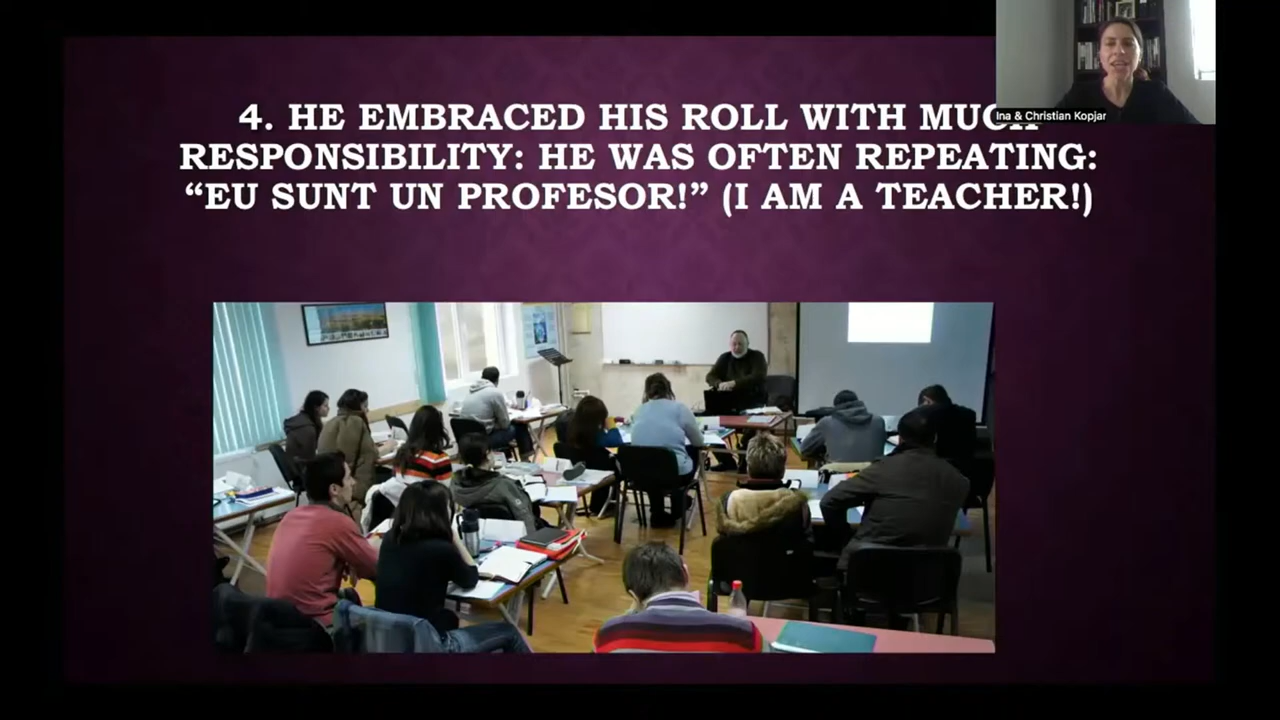 4. HE EMBRACED HIS ROLL WITH MUCH
RESPONSIBILITY: HE WAS OFTEN REPEATING:
“EU SUNT UN PROFESOR!” (I AM A TEACHER!)
Ina & Christian Kopjar